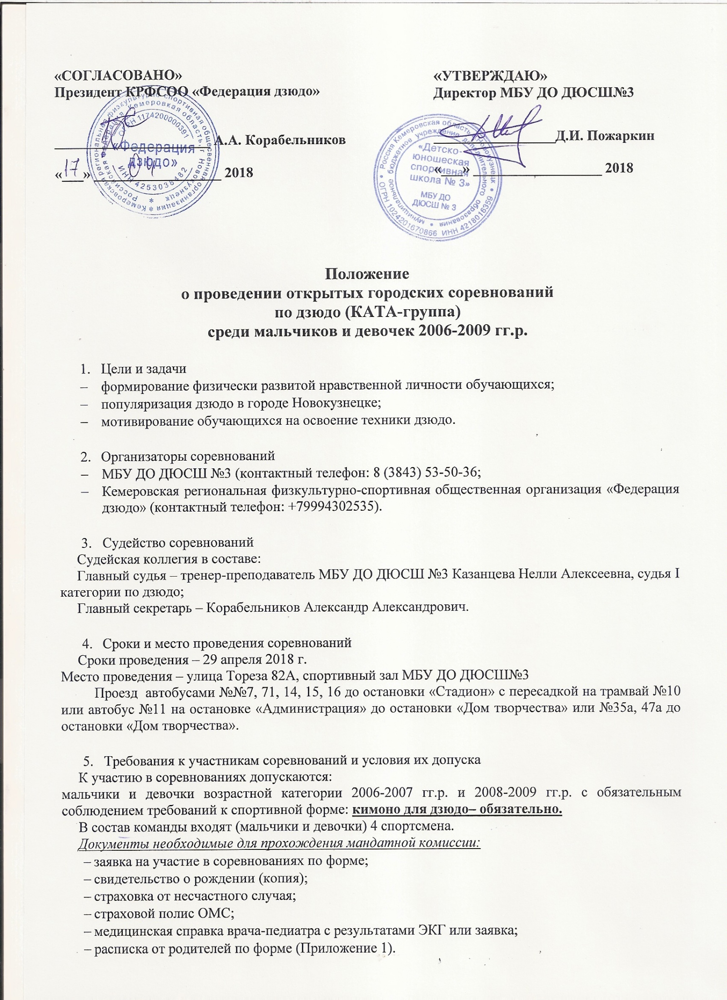 «СОГЛАСОВАНО»
Президент КРФСОО «Федерация дзюдо»
А.А. Корабельников
«17» 04 2018
Кемеровская региональная физкультурно-спортивная общественная организация
Российская Федерация, Кемеровкая область, г. Новокузнецк
ОГРН 1174200000391
«Федерация
дзюдо»
ИНН 4253038482
«УТВЕРЖДАЮ»
Директор МБУ ДО ДЮСШ№3
Д.И. Пожаркин
«___» 2018
Россия Кемеровская область г. Новокузнецк
муниципальное бюджетное учреждение дополнительного образования
«Детско-
юношеская
спортивная
школа № 3»
МБУ ДО
ДЮСШ № 3
ОГРН 1024201670866 ИНН 4218016359
Положение
о проведении открытых городских соревнований
по дзюдо (КАТА-группа)
среди мальчиков и девочек 2006-2009 гг.р.
1. Цели и задачи
– формирование физически развитой нравственной личности обучающихся;
– популяризация дзюдо в городе Новокузнецке;
– мотивирование обучающихся на освоение техники дзюдо.
2. Организаторы соревнований
– МБУ ДО ДЮСШ №3 (контактный телефон: 8 (3843) 53-50-36;
– Кемеровская региональная физкультурно-спортивная общественная организация «Федерация
дзюдо» (контактный телефон: +79994302535).
3. Судейство соревнований
Судейская коллегия в составе:
Главный судья – тренер-преподаватель МБУ ДО ДЮСШ №3 Казанцева Нелли Алексеевна, судья I
категории по дзюдо;
Главный секретарь – Корабельников Александр Александрович.
4. Сроки и место проведения соревнований
Сроки проведения – 29 апреля 2018 г.
Место проведения – улица Тореза 82А, спортивный зал МБУ ДО ДЮСШ№3
Проезд автобусами №№7, 71, 14, 15, 16 до остановки «Стадион» с пересадкой на трамвай №10
или автобус №11 на остановке «Администрация» до остановки «Дом творчества» или №35а, 47а до
остановки «Дом творчества».
5. Требования к участникам соревнований и условия их допуска
К участию в соревнованиях допускаются:
мальчики и девочки возрастной категории 2006-2007 гг.р. и 2008-2009 гг.р. с обязательным
соблюдением требований к спортивной форме: кимоно для дзюдо– обязательно.
В состав команды входят (мальчики и девочки) 4 спортсмена.
Документы необходимые для прохождения мандатной комиссии:
– заявка на участие в соревнованиях по форме;
– свидетельство о рождении (копия);
– страховка от несчастного случая;
– страховой полис ОМС;
– медицинская справка врача-педиатра с результатами ЭКГ или заявка;
– расписка от родителей по форме (Приложение 1).